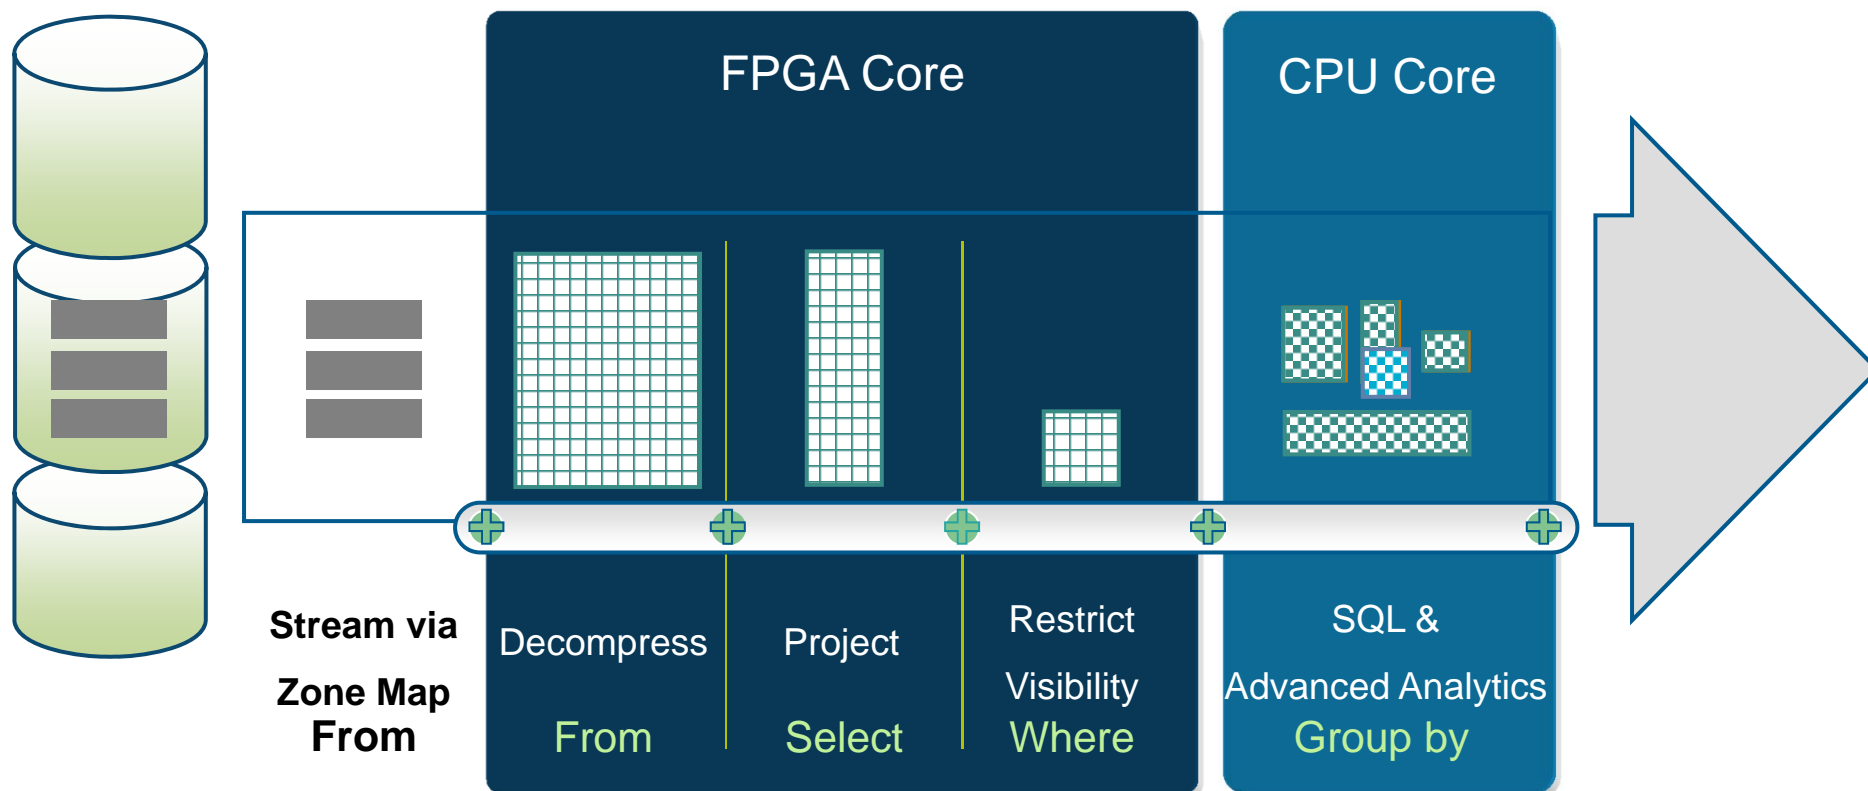 FPGA Core
CPU Core
Stream via
Zone Map
From
Decompress
From
Project
Select
Restrict
Visibility
Where
SQL &
Advanced Analytics
Group by